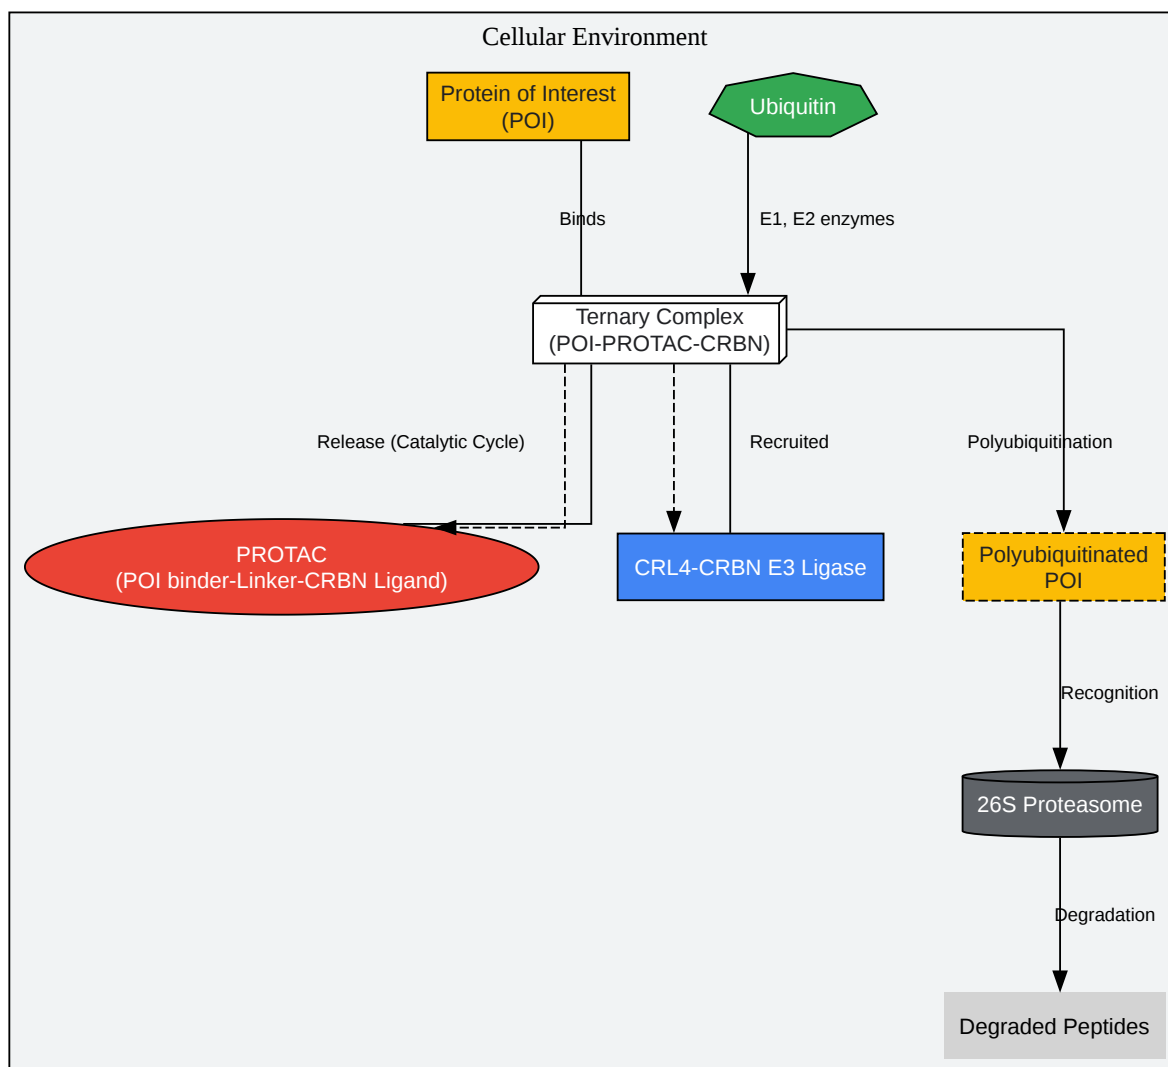 Cellular Environment
Protein of Interest
(POI)
Ubiquitin
Binds
E1, E2 enzymes
Ternary Complex
(POI-PROTAC-CRBN)
Release (Catalytic Cycle)
Recruited
Polyubiquitination
PROTAC
(POI binder-Linker-CRBN Ligand)
CRL4-CRBN E3 Ligase
Polyubiquitinated
POI
Recognition
26S Proteasome
Degradation
Degraded Peptides